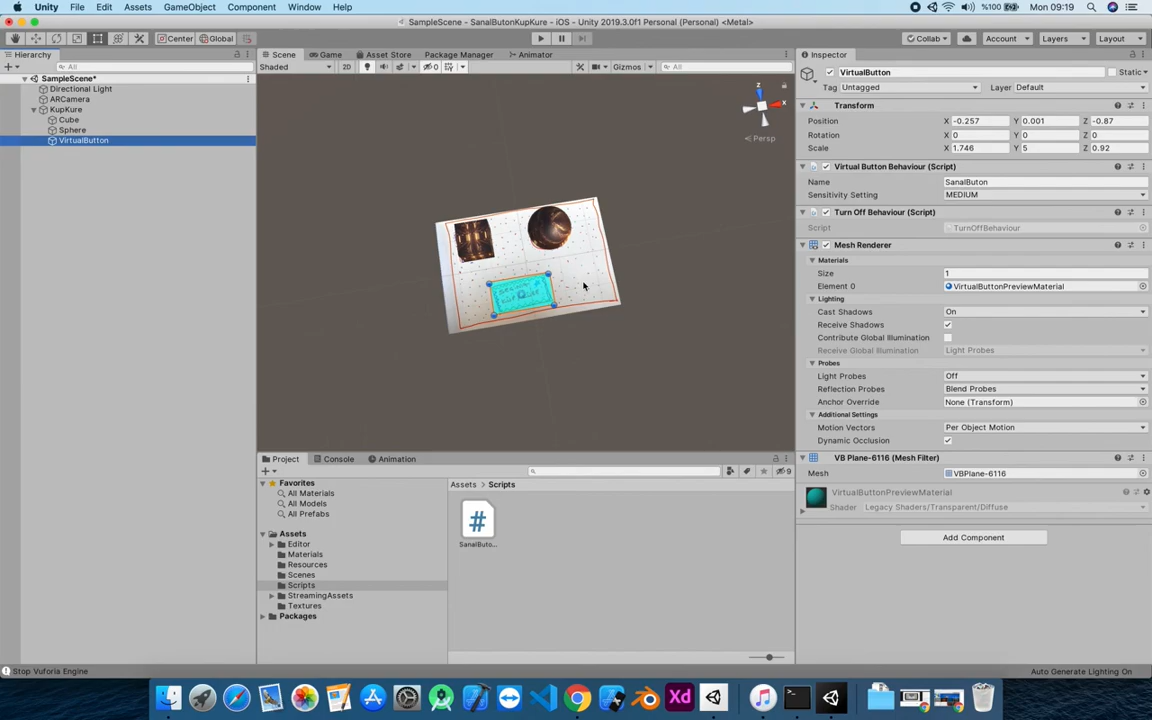 Unity File Edit Assets GameObject Component Window Help %100 Mon 09:19
SampleScene - SanalButonKupKure - iOS - Unity 2019.3.0f1 Personal (Personal) <Metal>
Center Global Collab Account Layers Layout
Hierarchy
All
SampleScene*
Directional Light
ARCamera
KupKure
Cube
Sphere
VirtualButton
Scene Game Asset Store Package Manager Animator
Shaded 2D 0 Gizmos All
z
x
Persp
Inspector
VirtualButton Static
Tag Untagged Layer Default
Transform
Position X -0.257 Y 0.001 Z -0.87
Rotation X 0 Y 0 Z 0
Scale X 1.746 Y 5 Z 0.92
Virtual Button Behaviour (Script)
Name SanalButon
Sensitivity Setting MEDIUM
Turn Off Behaviour (Script)
Script TurnOffBehaviour
Mesh Renderer
Materials
Size 1
Element 0 VirtualButtonPreviewMaterial
Lighting
Cast Shadows On
Receive Shadows
Contribute Global Illumination
Receive Global Illumination Light Probes
Probes
Light Probes Off
Reflection Probes Blend Probes
Anchor Override None (Transform)
Additional Settings
Motion Vectors Per Object Motion
Dynamic Occlusion
VB Plane-6116 (Mesh Filter)
Mesh VBPlane-6116
VirtualButtonPreviewMaterial
Shader Legacy Shaders/Transparent/Diffuse
Add Component
Project Console Animation
9
Favorites
All Materials
All Models
All Prefabs
Assets
Editor
Materials
Resources
Scenes
Scripts
StreamingAssets
Textures
Packages
Assets > Scripts
#
SanalButo...
Stop Vuforia Engine
Auto Generate Lighting On
Xd